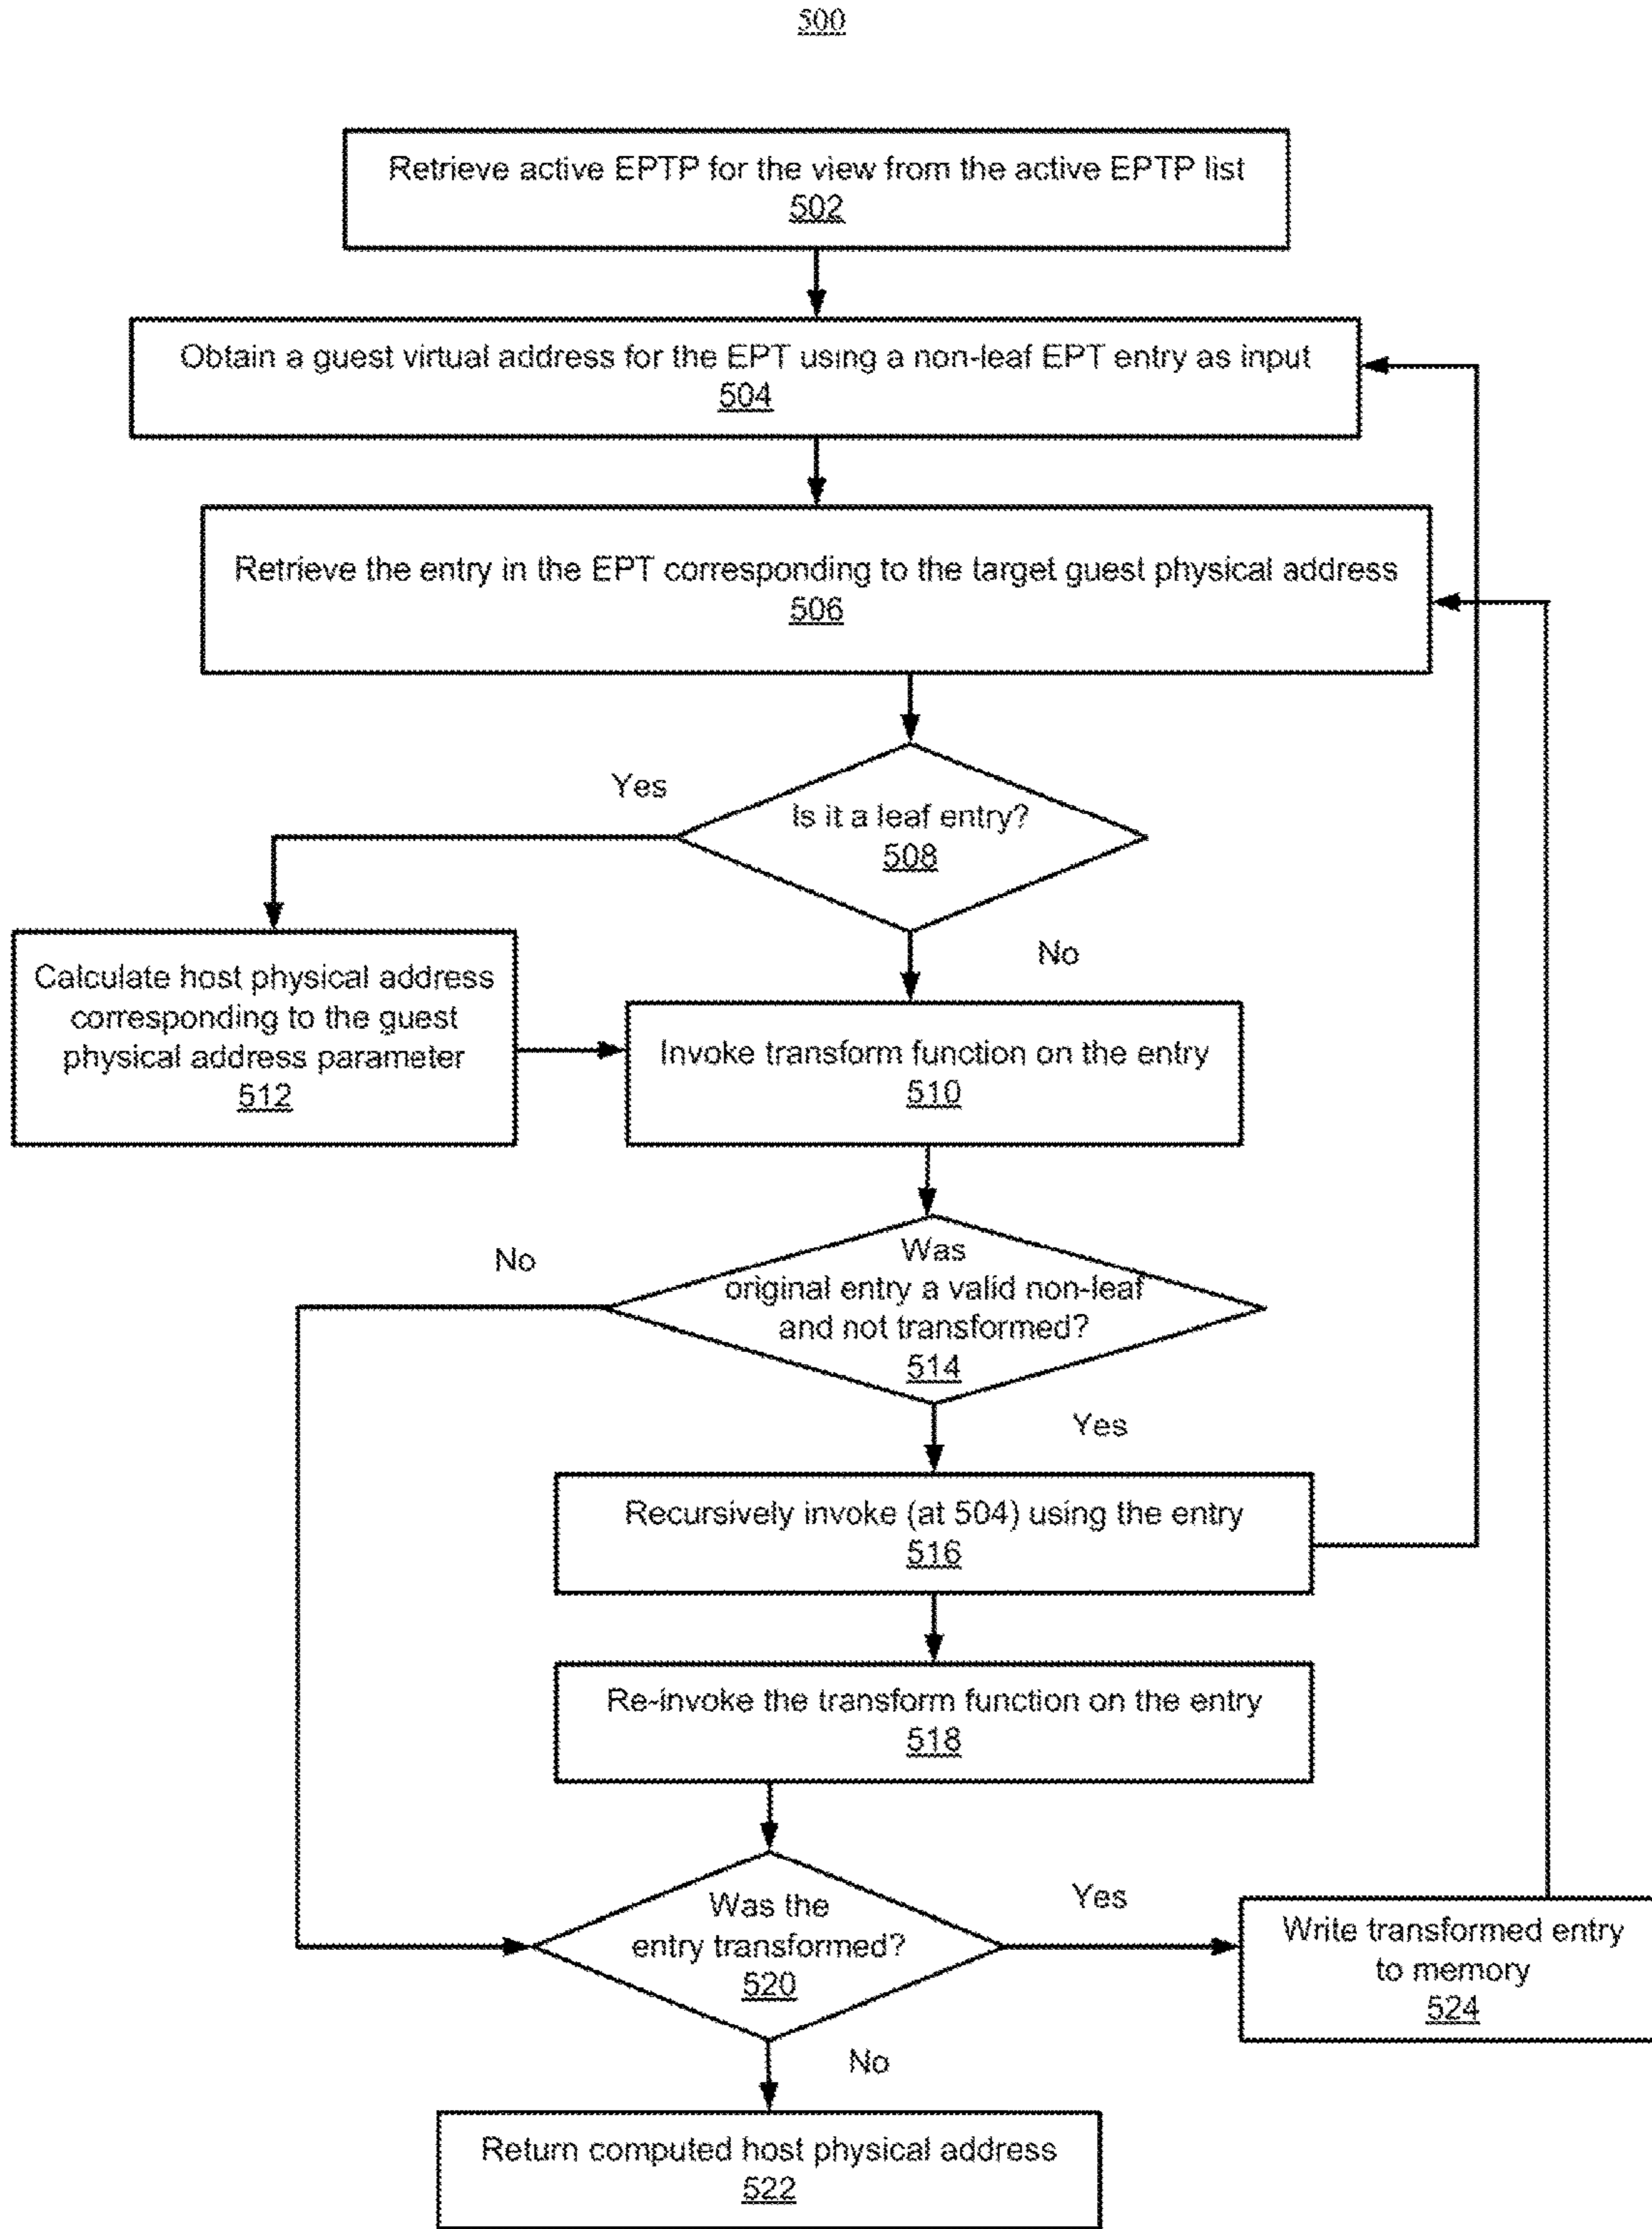 500
Retrieve active EPTP for the view from the active EPTP list
502
Obtain a guest virtual address for the EPT using a non-leaf EPT entry as input
504
Retrieve the entry in the EPT corresponding to the target guest physical address
506
Yes
Is it a leaf entry?
508
No
Calculate host physical address
corresponding to the guest
physical address parameter
512
Invoke transform function on the entry
510
No
Was
original entry a valid non-leaf
and not transformed?
514
Yes
Recursively invoke (at 504) using the entry
516
Re-invoke the transform function on the entry
518
Was the
entry transformed?
520
Yes
Write transformed entry
to memory
524
No
Return computed host physical address
522